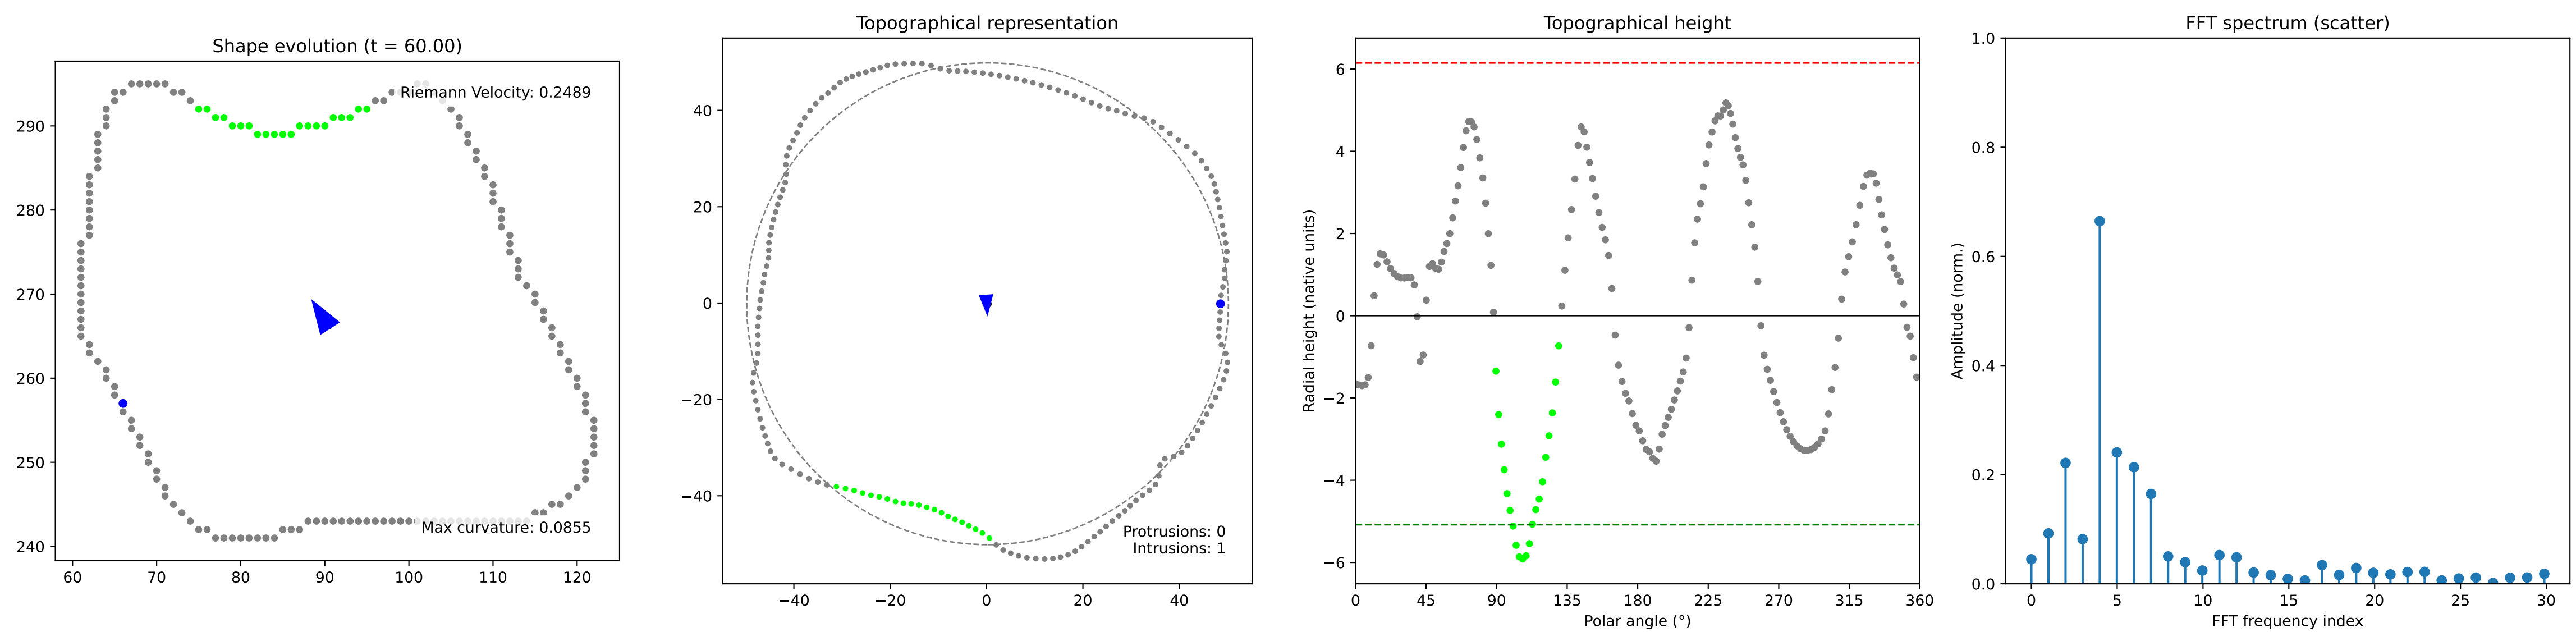 Shape evolution (t = 60.00)
Riemann Velocity: 0.2489
290
280
270
260
250
240
Max curvature: 0.0855
60 70 80 90 100 110 120
Topographical representation
40
20
0
−20
−40
Protrusions: 0
Intrusions: 1
−40 −20 0 20 40
Topographical height
Radial height (native units)
6
4
2
0
−2
−4
−6
0 45 90 135 180 225 270 315 360
Polar angle (°)
FFT spectrum (scatter)
Amplitude (norm.)
1.0
0.8
0.6
0.4
0.2
0.0
0 5 10 15 20 25 30
FFT frequency index